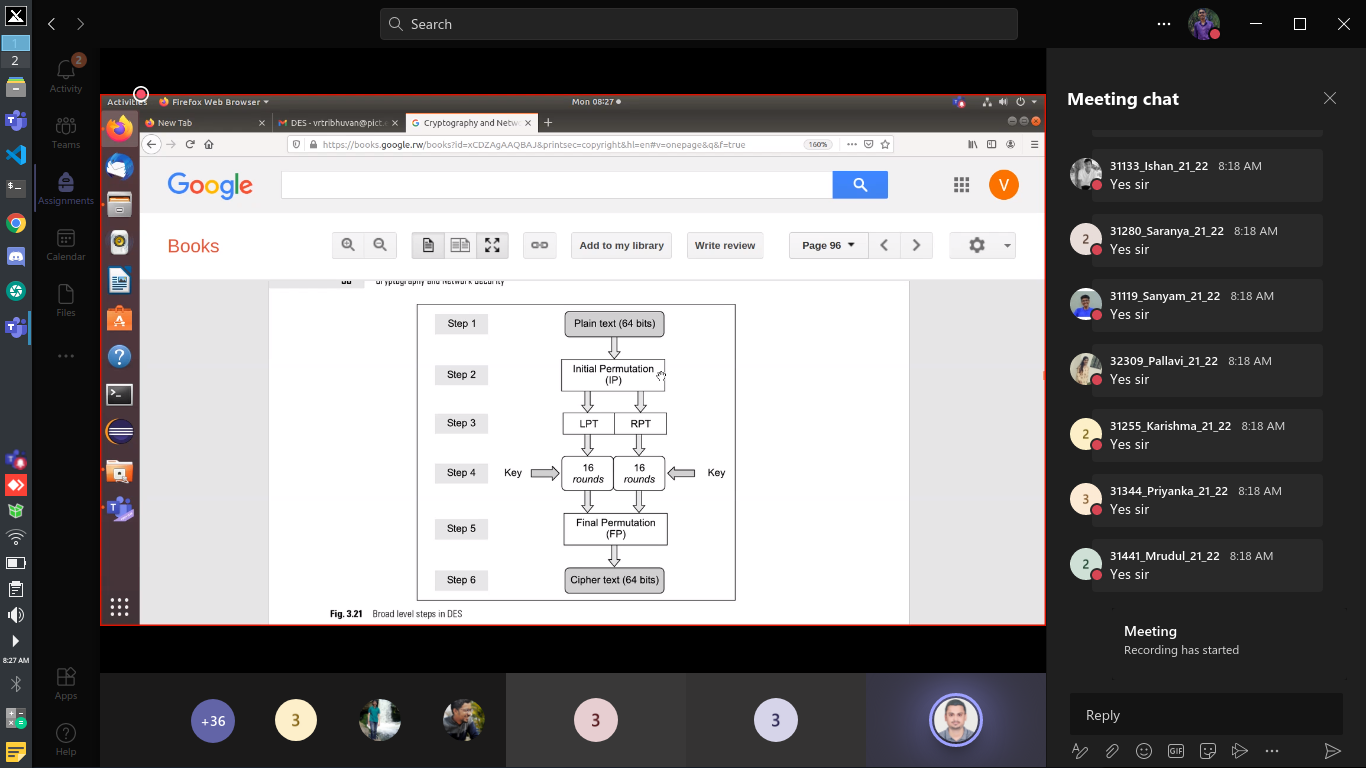 1
2
8:27 AM
Search
2
Activity
Teams
Assignments
Calendar
Files
Apps
Help
Activities
Firefox Web Browser
Mon 08:27
New Tab
DES - vrtribhuvan@pict.
Cryptography and Netw
https://books.google.rw/books?id=xCDZAgAAQBAJ&printsec=copyright&hl=en#v=onepage&q&f=true
160%
Google
V
Books
Add to my library
Write review
Page 96
Cryptography and Network Security
Step 1
Plain text (64 bits)
Step 2
Initial Permutation
(IP)
Step 3
LPT
RPT
Step 4
Key
16
rounds
16
rounds
Key
Step 5
Final Permutation
(FP)
Step 6
Cipher text (64 bits)
Fig. 3.21 Broad level steps in DES
+36
3
3
3
Meeting chat
31133_Ishan_21_22 8:18 AM
Yes sir
2
31280_Saranya_21_22 8:18 AM
Yes sir
31119_Sanyam_21_22 8:18 AM
Yes sir
32309_Pallavi_21_22 8:18 AM
Yes sir
2
31255_Karishma_21_22 8:18 AM
Yes sir
3
31344_Priyanka_21_22 8:18 AM
Yes sir
2
31441_Mrudul_21_22 8:18 AM
Yes sir
Meeting
Recording has started
Reply
GIF